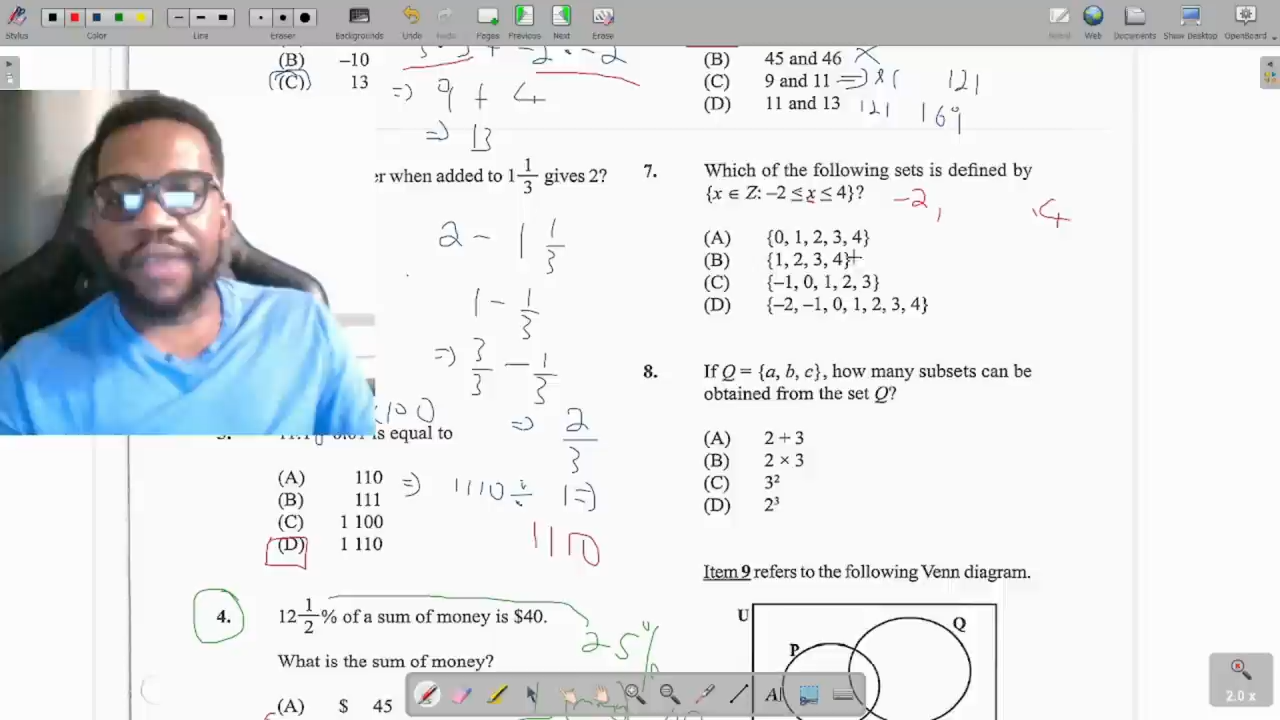 Stylus
Color
Line
Eraser
Backgrounds
Undo
Redo
Pages
Previous
Next
Erase
Web
Documents
Show Desktop
OpenBoard
(B) –10
(C) 13
-2 · -2
=> 9 + 4
=> 13
er when added to 1 1/3 gives 2?
2 - 1 1/3
1 - 1/3
=> 3/3 - 1/3
=> 2/3
100
is equal to
(A) 110
(B) 111
(C) 1 100
(D) 1 110
=> 1110 ÷ 1 =>
1110
4. 12 1/2 % of a sum of money is $40.
What is the sum of money?
(A) $ 45
25%
(B) 45 and 46 X
(C) 9 and 11 => 81 121
(D) 11 and 13 121 169
7. Which of the following sets is defined by
{x ∈ Z: –2 ≤ x ≤ 4}? -2, , 4
(A) {0, 1, 2, 3, 4}
(B) {1, 2, 3, 4}
(C) {–1, 0, 1, 2, 3}
(D) {–2, –1, 0, 1, 2, 3, 4}
8. If Q = {a, b, c}, how many subsets can be
obtained from the set Q?
(A) 2 + 3
(B) 2 × 3
(C) 3²
(D) 2³
Item 9 refers to the following Venn diagram.
U
Q
P
2.0 x